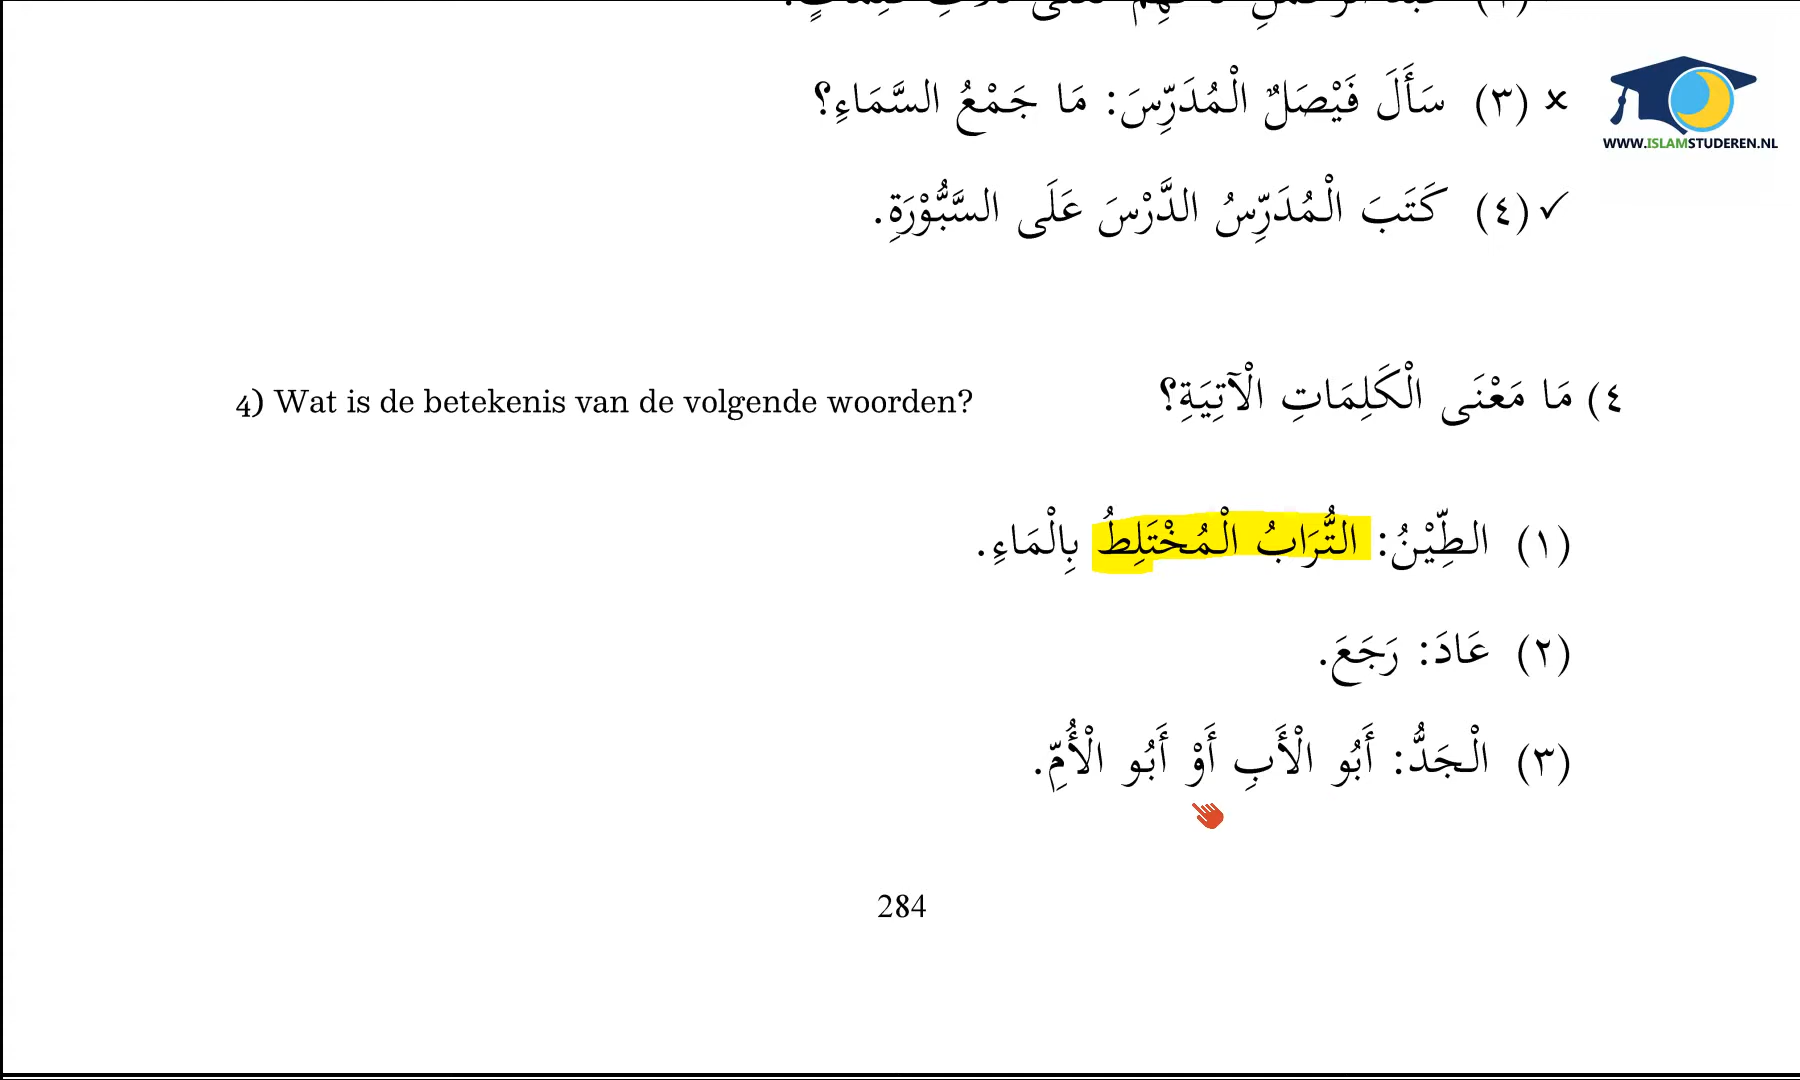 × (٣) سَأَلَ فَيْصَلٌ الْمُدَرِّسَ: مَا جَمْعُ السَّمَاءِ؟
WWW.ISLAMSTUDEREN.NL
✓ (٤) كَتَبَ الْمُدَرِّسُ الدَّرْسَ عَلَى السَّبُّوْرَةِ.
٤) مَا مَعْنَى الْكَلِمَاتِ الْآتِيَةِ؟
4) Wat is de betekenis van de volgende woorden?
(١) الطِّيْنُ: التُّرَابُ الْمُخْتَلِطُ بِالْمَاءِ.
(٢) عَادَ: رَجَعَ.
(٣) الْجَدُّ: أَبُو الْأَبِ أَوْ أَبُو الْأُمِّ.
284